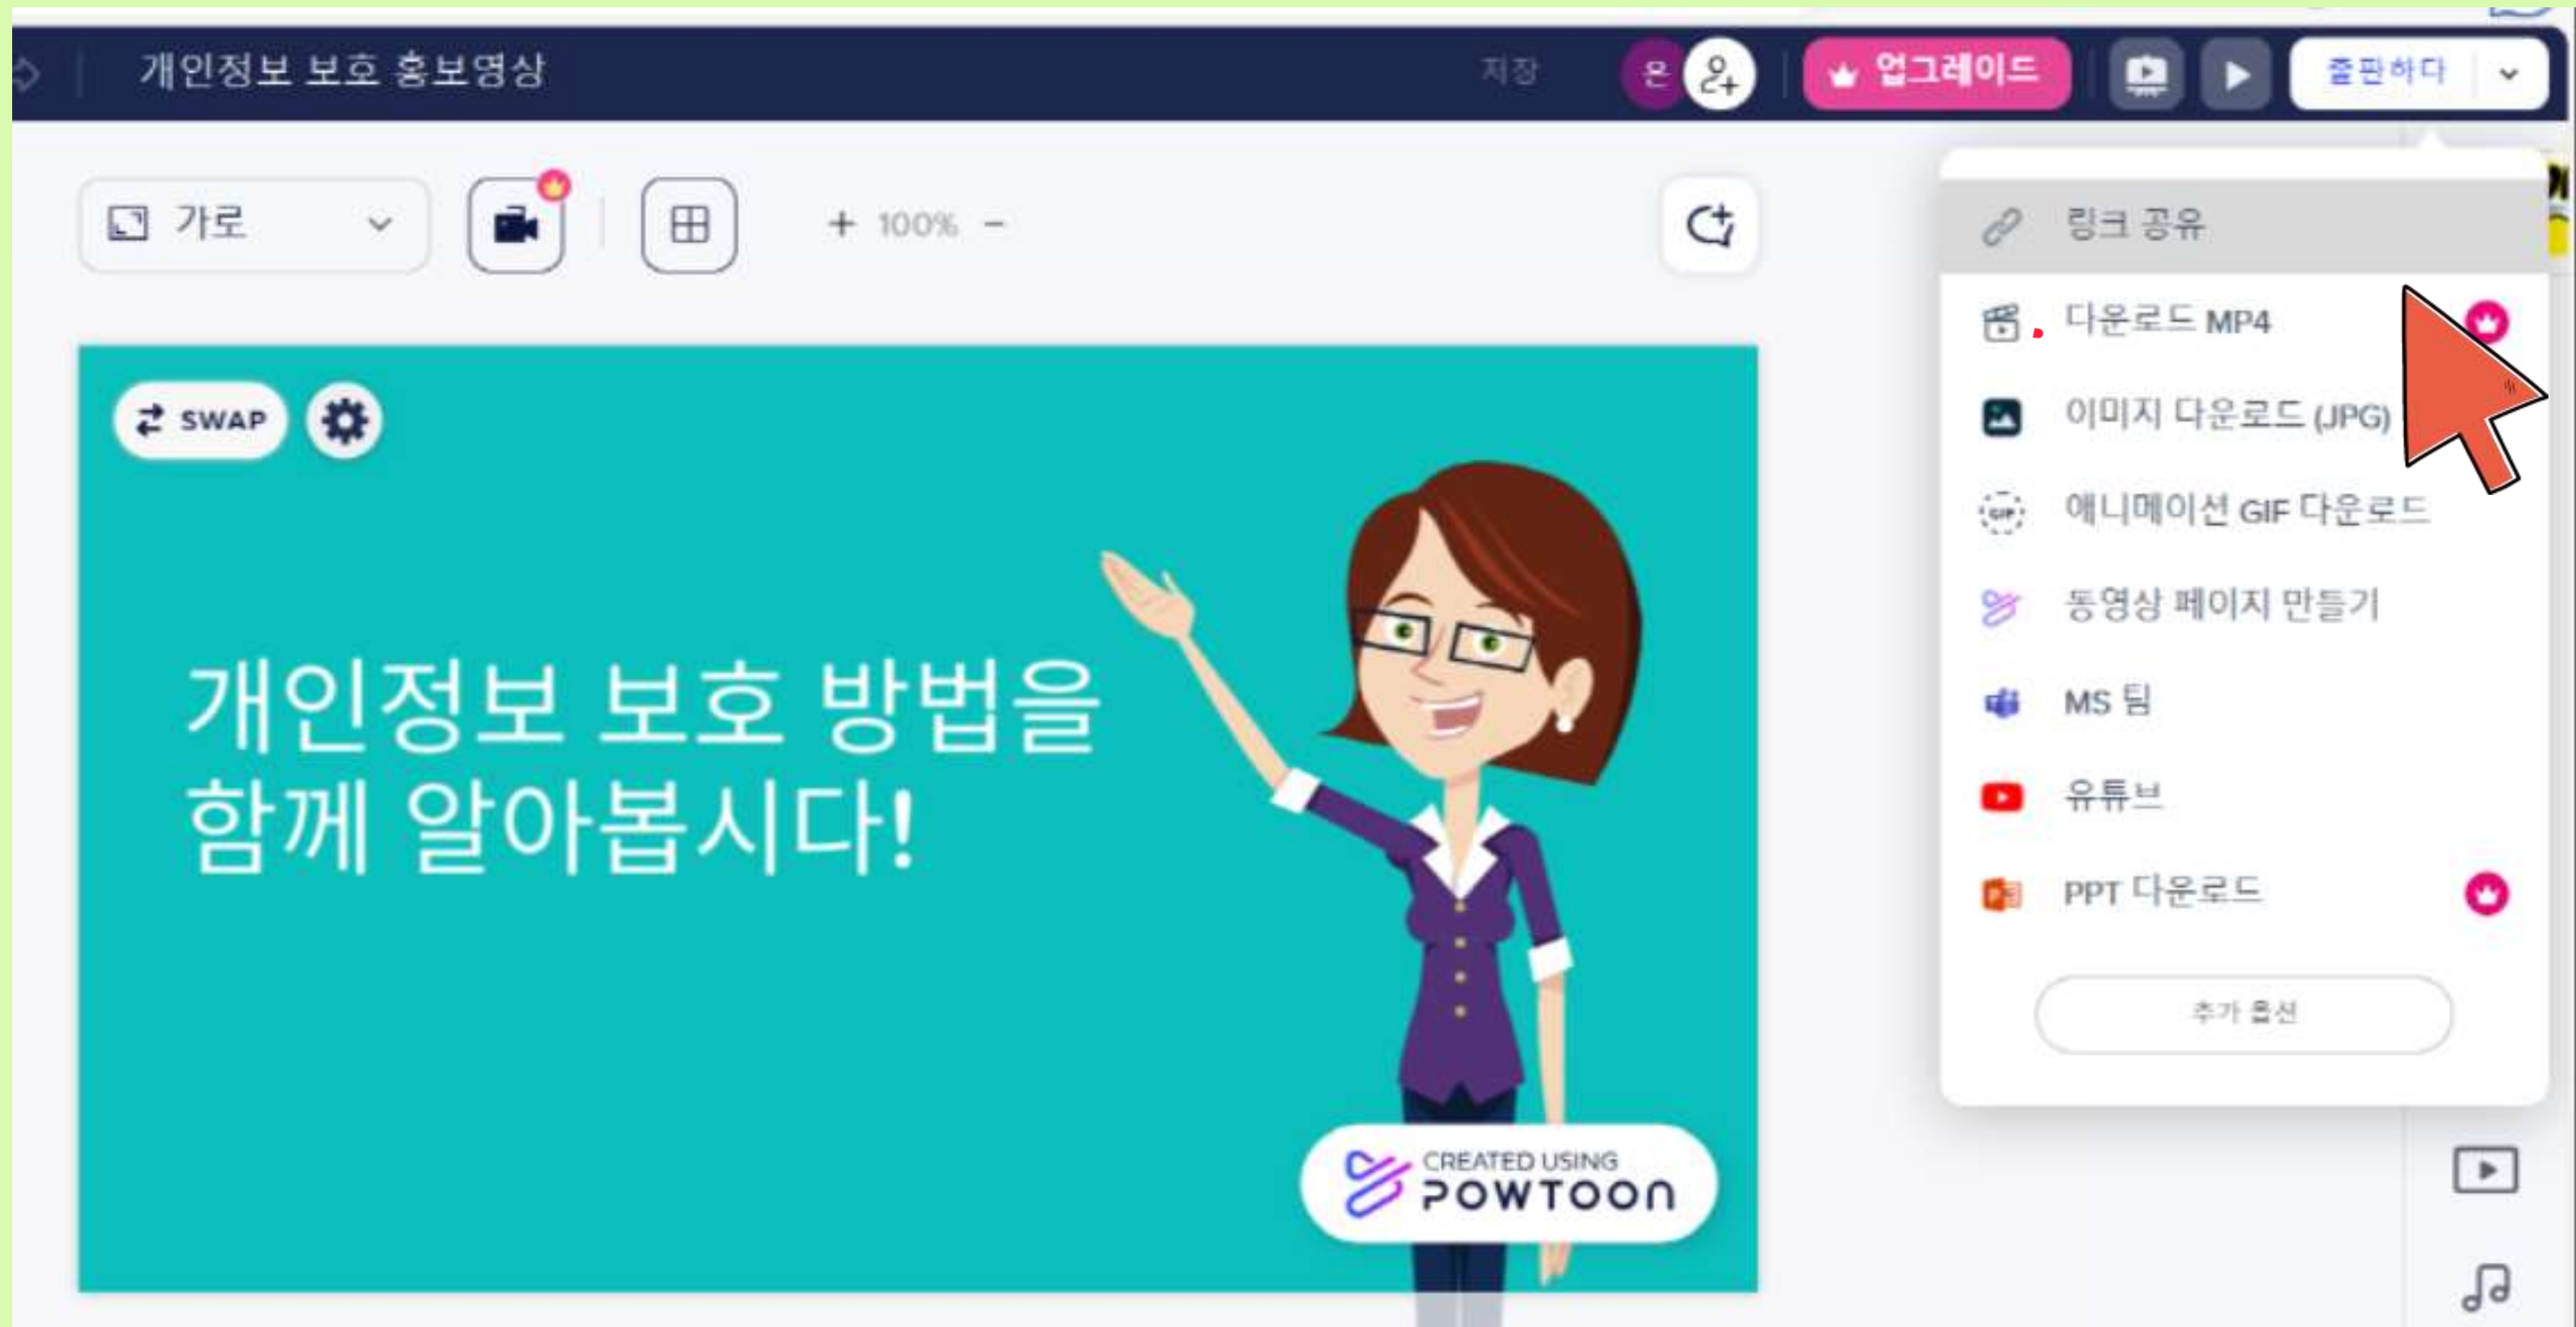 개인정보 보호 홍보영상
저장
은
업그레이드
출판하다
가로
+ 100% −
SWAP
개인정보 보호 방법을
함께 알아봅시다!
CREATED USING
POWTOON
링크 공유
다운로드 MP4
이미지 다운로드 (JPG)
GIF
애니메이션 GIF 다운로드
동영상 페이지 만들기
MS 팀
유튜브
PPT 다운로드
추가 옵션